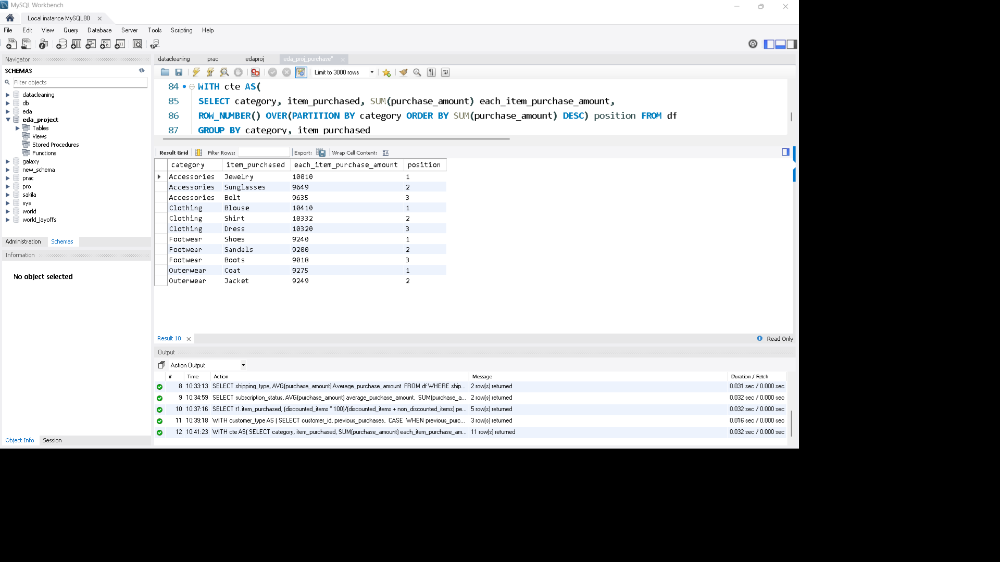 MySQL Workbench
Local instance MySQL80
File Edit View Query Database Server Tools Scripting Help
Navigator
SCHEMAS
Filter objects
datacleaning
db
eda
eda_project
Tables
Views
Stored Procedures
Functions
galaxy
new_schema
prac
pro
sakila
sys
world
world_layoffs
Administration Schemas
Information
No object selected
Object Info Session
datacleaning prac edaproj eda_proj_purchase*
Limit to 3000 rows
84 WITH cte AS(
85 SELECT category, item_purchased, SUM(purchase_amount) each_item_purchase_amount,
86 ROW_NUMBER() OVER(PARTITION BY category ORDER BY SUM(purchase_amount) DESC) position FROM df
87 GROUP BY category, item_purchased
Result Grid Filter Rows: Export: Wrap Cell Content:
category item_purchased each_item_purchase_amount position
Accessories Jewelry 10010 1
Accessories Sunglasses 9649 2
Accessories Belt 9635 3
Clothing Blouse 10410 1
Clothing Shirt 10332 2
Clothing Dress 10320 3
Footwear Shoes 9240 1
Footwear Sandals 9200 2
Footwear Boots 9018 3
Outerwear Coat 9275 1
Outerwear Jacket 9249 2
Result 10 Read Only
Output
Action Output
# Time Action Message Duration / Fetch
8 10:33:13 SELECT shipping_type, AVG(purchase_amount) Average_purchase_amount FROM df WHERE ship... 2 row(s) returned 0.031 sec / 0.000 sec
9 10:34:59 SELECT subscription_status, AVG(purchase_amount) average_purchase_amount, SUM(purchase_a... 2 row(s) returned 0.032 sec / 0.000 sec
10 10:37:16 SELECT t1.item_purchased, (discounted_items * 100)/(discounted_items + non_discounted_items) pe... 5 row(s) returned 0.032 sec / 0.000 sec
11 10:39:18 WITH customer_type AS ( SELECT customer_id, previous_purchases, CASE WHEN previous_purc... 3 row(s) returned 0.016 sec / 0.000 sec
12 10:41:23 WITH cte AS( SELECT category, item_purchased, SUM(purchase_amount) each_item_purchase_am... 11 row(s) returned 0.032 sec / 0.000 sec